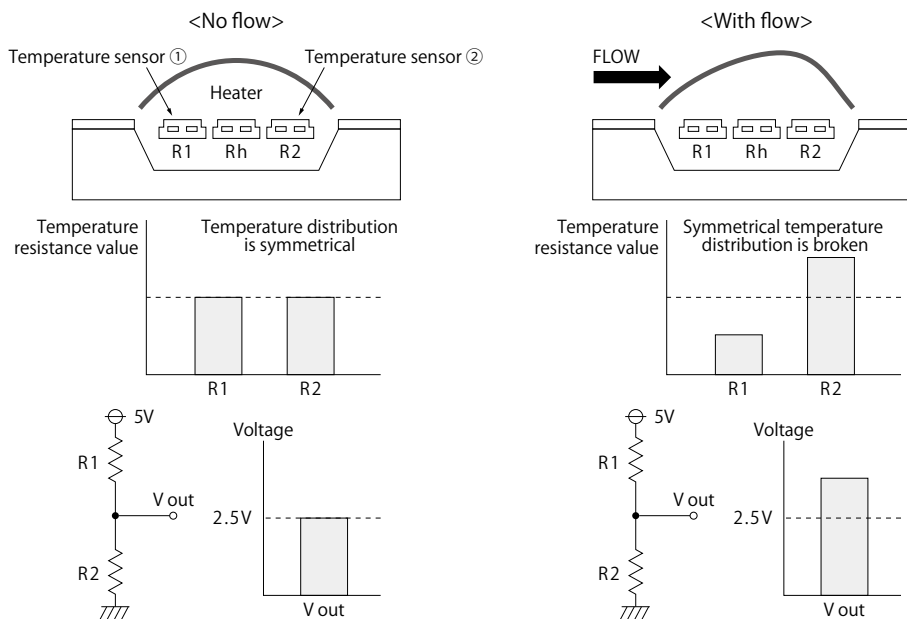 <No flow>
Temperature sensor ①
Temperature sensor ②
Heater
R1
Rh
R2
Temperature
resistance value
Temperature distribution
is symmetrical
R1
R2
5V
R1
V out
R2
Voltage
2.5V
V out
<With flow>
FLOW
R1
Rh
R2
Temperature
resistance value
Symmetrical temperature
distribution is broken
R1
R2
5V
R1
V out
R2
Voltage
2.5V
V out